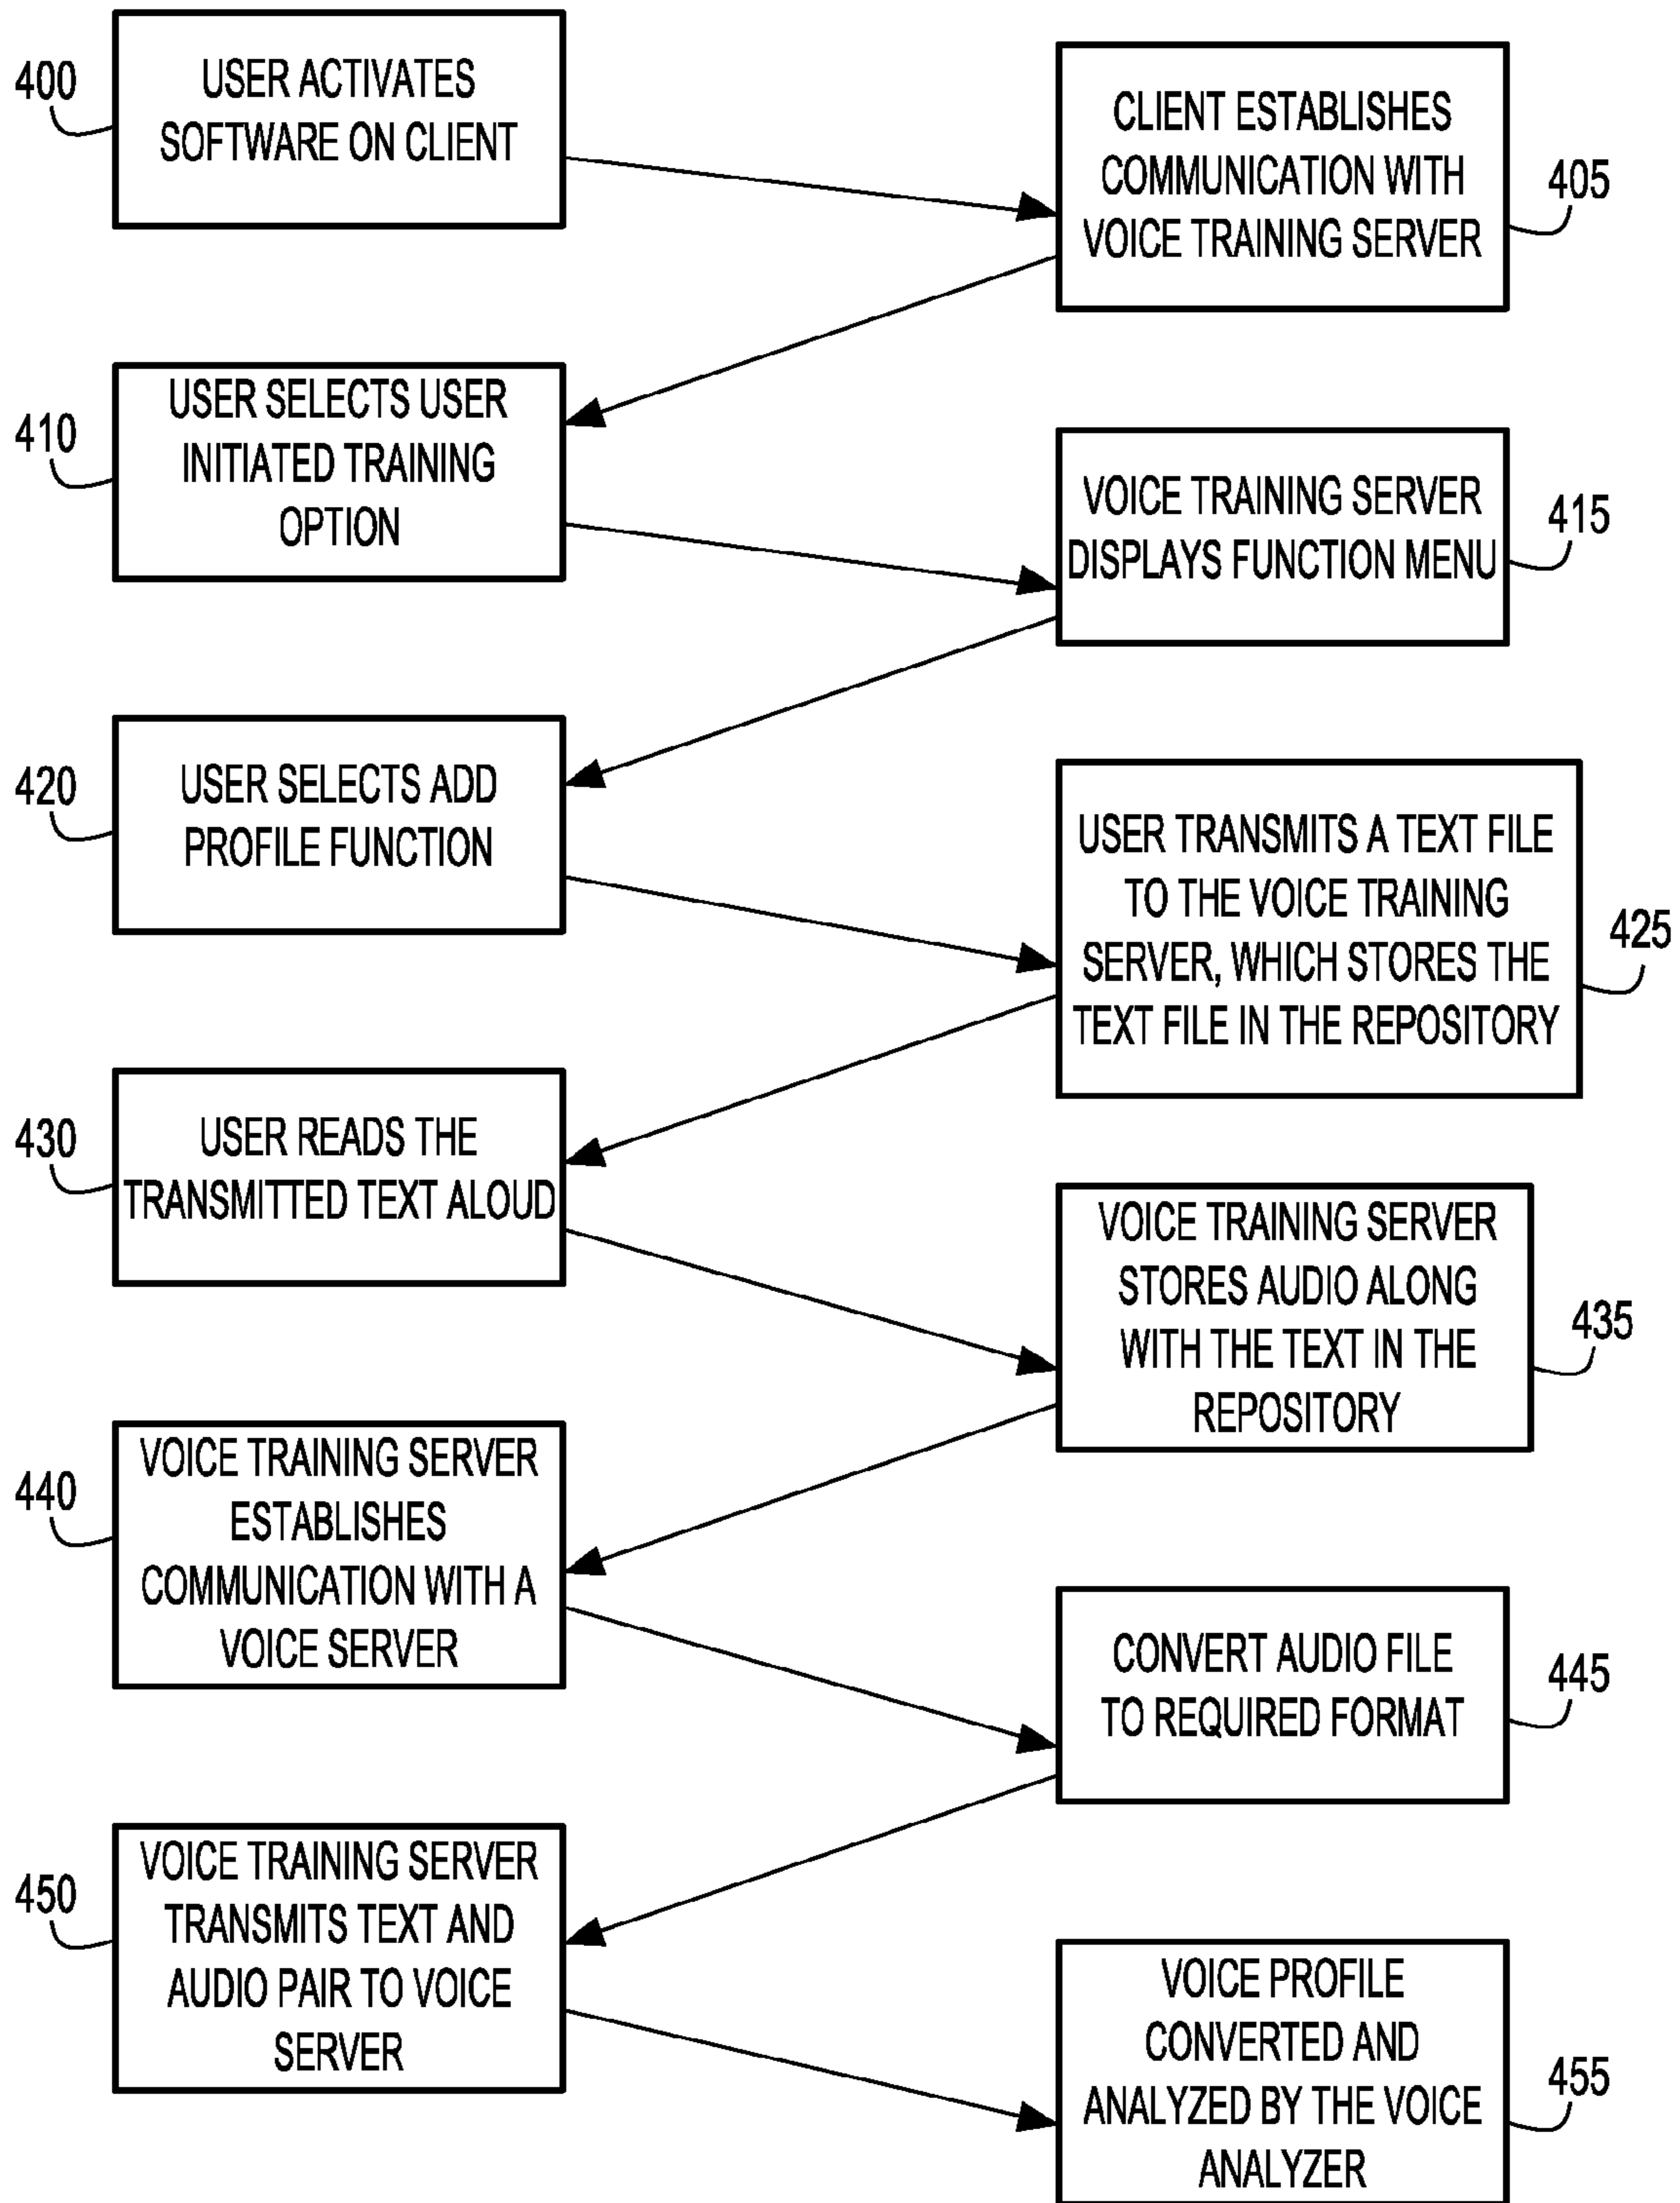 400
USER ACTIVATES
SOFTWARE ON CLIENT
CLIENT ESTABLISHES
COMMUNICATION WITH
VOICE TRAINING SERVER
405
410
USER SELECTS USER
INITIATED TRAINING
OPTION
VOICE TRAINING SERVER
DISPLAYS FUNCTION MENU
415
420
USER SELECTS ADD
PROFILE FUNCTION
USER TRANSMITS A TEXT FILE
TO THE VOICE TRAINING
SERVER, WHICH STORES THE
TEXT FILE IN THE REPOSITORY
425
430
USER READS THE
TRANSMITTED TEXT ALOUD
VOICE TRAINING SERVER
STORES AUDIO ALONG
WITH THE TEXT IN THE
REPOSITORY
435
440
VOICE TRAINING SERVER
ESTABLISHES
COMMUNICATION WITH A
VOICE SERVER
CONVERT AUDIO FILE
TO REQUIRED FORMAT
445
450
VOICE TRAINING SERVER
TRANSMITS TEXT AND
AUDIO PAIR TO VOICE
SERVER
VOICE PROFILE
CONVERTED AND
ANALYZED BY THE VOICE
ANALYZER
455